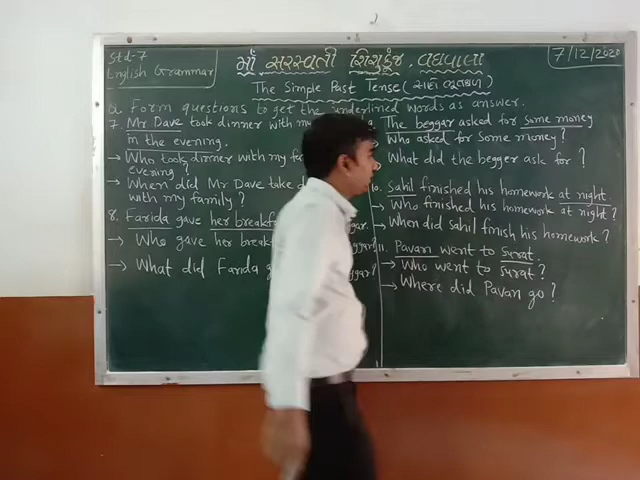 Std-7
English Grammar
માઁ સરસ્વતી શિશુકુંજ, વઘવાલા
7/12/2020
The Simple Past Tense (સાદો ભૂતકાળ)
Q. Form questions to get the underlined words as answer.
7. Mr Dave took dinner with my
in the evening.
→ Who took dinner with my
evening?
→ When did Mr Dave take
with my family?
8. Farida gave her
→ Who gave her
→ What did Farida
The beggar asked for some money
Who asked for some money?
What did the begger ask for?
10. Sahil finished his homework at night.
→ Who finished his homework at night?
→ When did Sahil finish his homework?
11. Pavan went to Surat.
→ Who went to Surat?
→ Where did Pavan go?